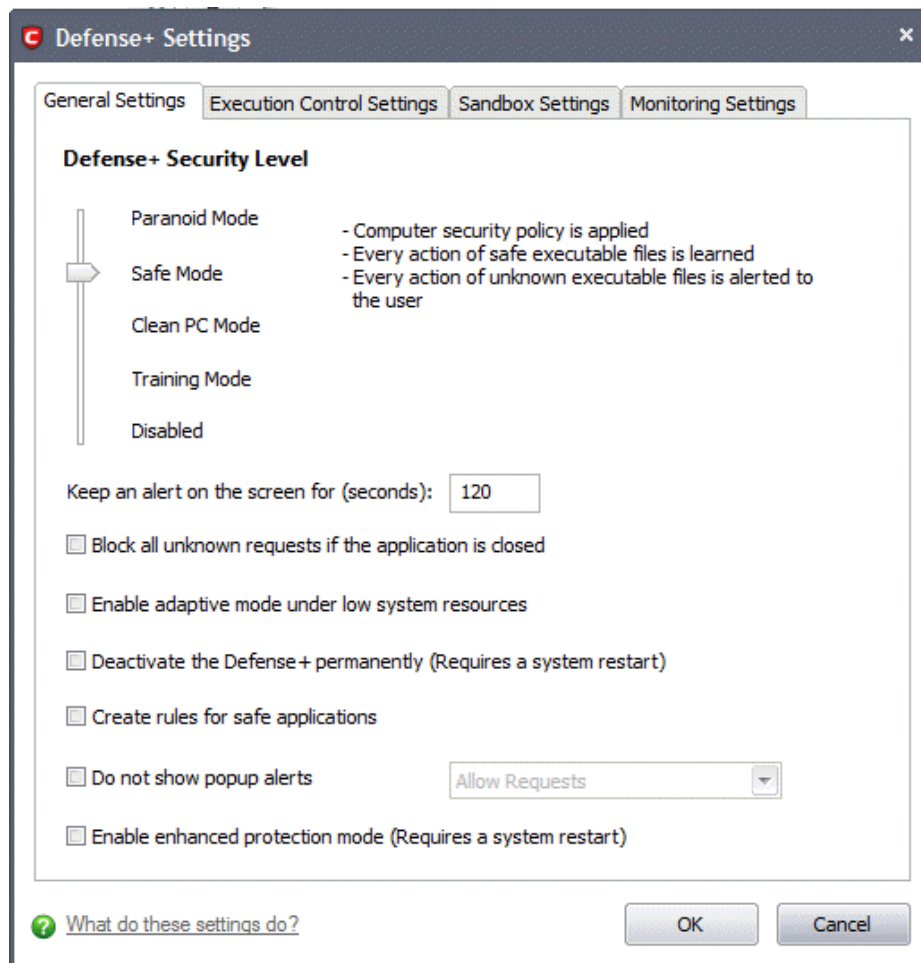 Defense+ Settings
General Settings
Execution Control Settings
Sandbox Settings
Monitoring Settings
Defense+ Security Level
Paranoid Mode
Safe Mode
Clean PC Mode
Training Mode
Disabled
- Computer security policy is applied
- Every action of safe executable files is learned
- Every action of unknown executable files is alerted to
the user
Keep an alert on the screen for (seconds): 120
Block all unknown requests if the application is closed
Enable adaptive mode under low system resources
Deactivate the Defense+ permanently (Requires a system restart)
Create rules for safe applications
Do not show popup alerts Allow Requests
Enable enhanced protection mode (Requires a system restart)
What do these settings do?
OK
Cancel